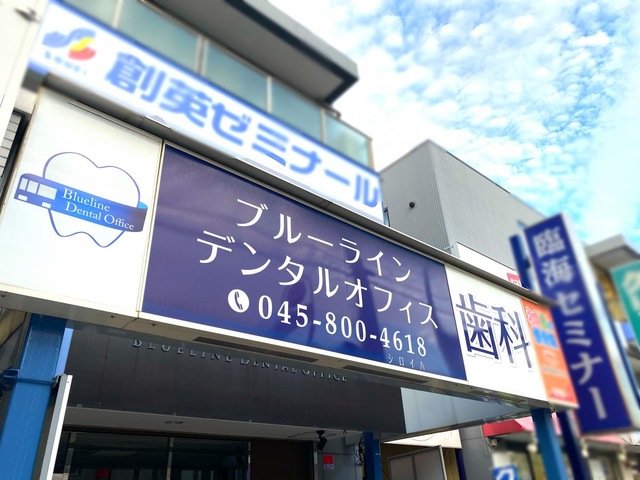 創英ゼミナール
Blueline
Dental Office
ブルーライン
デンタルオフィス
045-800-4618
シロイハ
歯科
BLUELINE DENTAL OFFICE
臨海セミナー